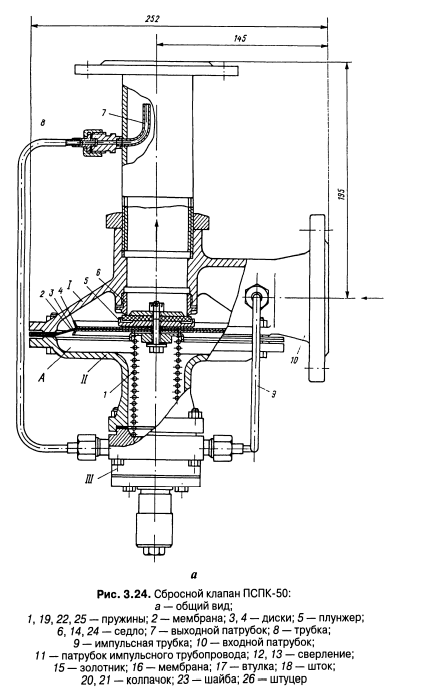 252
145
8
7
195
6
I
5
4
3
2
A
II
1
10
9
III
а
Рис. 3.24. Сбросной клапан ПСПК-50:
а — общий вид;
1, 19, 22, 25 — пружины; 2 — мембрана; 3, 4 — диски; 5 — плунжер;
6, 14, 24 — седло; 7 — выходной патрубок; 8 — трубка;
9 — импульсная трубка; 10 — входной патрубок;
11 — патрубок импульсного трубопровода; 12, 13 — сверление;
15 — золотник; 16 — мембрана; 17 — втулка; 18 — шток;
20, 21 — колпачок; 23 — шайба; 26 — штуцер